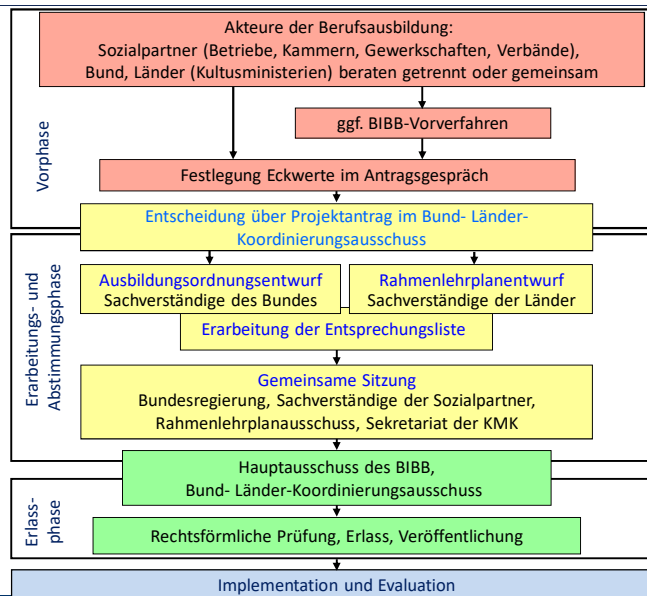 Akteure der Berufsausbildung:
Sozialpartner (Betriebe, Kammern, Gewerkschaften, Verbände),
Bund, Länder (Kultusministerien) beraten getrennt oder gemeinsam
Vorphase
ggf. BIBB-Vorverfahren
Festlegung Eckwerte im Antragsgespräch
Entscheidung über Projektantrag im Bund- Länder-
Koordinierungsausschuss
Erarbeitungs- und
Abstimmungsphase
Ausbildungsordnungsentwurf
Sachverständige des Bundes
Rahmenlehrplanentwurf
Sachverständige der Länder
Erarbeitung der Entsprechungsliste
Gemeinsame Sitzung
Bundesregierung, Sachverständige der Sozialpartner,
Rahmenlehrplanausschuss, Sekretariat der KMK
Hauptausschuss des BIBB,
Bund- Länder-Koordinierungsausschuss
Erlass-
phase
Rechtsförmliche Prüfung, Erlass, Veröffentlichung
Implementation und Evaluation